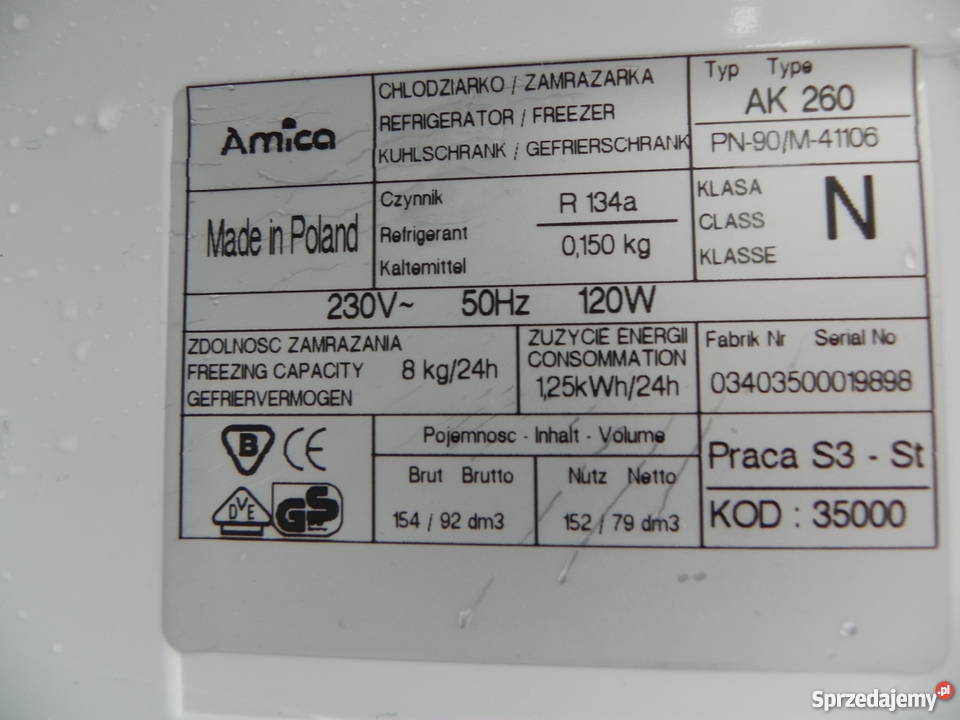 Amica
CHLODZIARKO / ZAMRAZARKA
REFRIGERATOR / FREEZER
KUHLSCHRANK / GEFRIERSCHRANK
Typ Type
AK 260
PN-90/M-41106
Made in Poland
Czynnik
Refrigerant
Kaltemittel
R 134a
0,150 kg
KLASA
CLASS
KLASSE
N
230V~ 50Hz 120W
ZDOLNOSC ZAMRAZANIA
FREEZING CAPACITY
GEFRIERVERMOGEN
8 kg/24h
ZUZYCIE ENERGII
CONSOMMATION
1,25kWh/24h
Fabrik Nr Serial No
03403500019898
B CE
DVE GS
Pojemnosc - Inhalt - Volume
Brut Brutto
154 / 92 dm3
Nutz Netto
152 / 79 dm3
Praca S3 - St
KOD : 35000
Sprzedajemy.pl